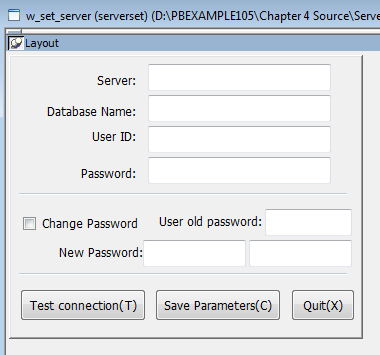 w_set_server (serverset) (D:\PBEXAMPLE105\Chapter 4 Source\Serve
Layout
Server:
Database Name:
User ID:
Password:
Change Password User old password:
New Password:
Test connection(T) Save Parameters(C) Quit(X)